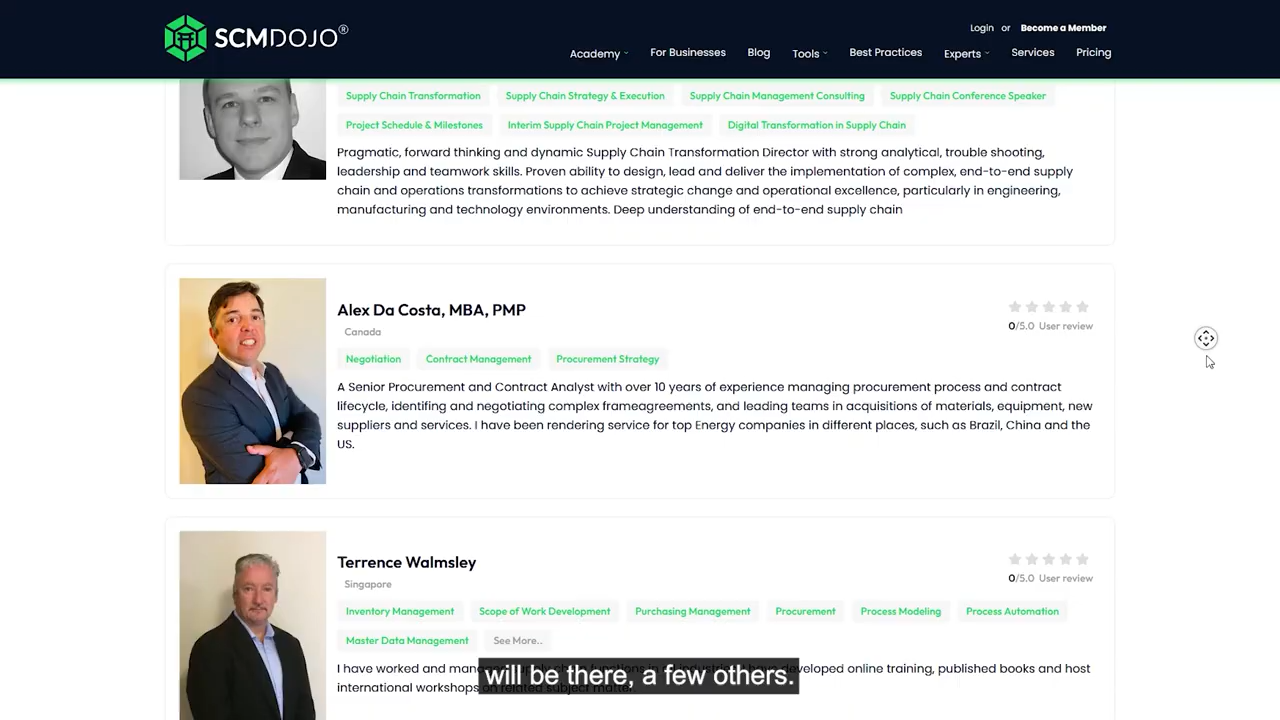 SCMDOJO®
Login or Become a Member
Academy For Businesses Blog Tools Best Practices Experts Services Pricing
Supply Chain Transformation Supply Chain Strategy & Execution Supply Chain Management Consulting Supply Chain Conference Speaker
Project Schedule & Milestones Interim Supply Chain Project Management Digital Transformation in Supply Chain
Pragmatic, forward thinking and dynamic Supply Chain Transformation Director with strong analytical, trouble shooting,
leadership and teamwork skills. Proven ability to design, lead and deliver the implementation of complex, end-to-end supply
chain and operations transformations to achieve strategic change and operational excellence, particularly in engineering,
manufacturing and technology environments. Deep understanding of end-to-end supply chain
Alex Da Costa, MBA, PMP
Canada
0/5.0 User review
Negotiation Contract Management Procurement Strategy
A Senior Procurement and Contract Analyst with over 10 years of experience managing procurement process and contract
lifecycle, identifing and negotiating complex frameagreements, and leading teams in acquisitions of materials, equipment, new
suppliers and services. I have been rendering service for top Energy companies in different places, such as Brazil, China and the
US.
Terrence Walmsley
Singapore
0/5.0 User review
Inventory Management Scope of Work Development Purchasing Management Procurement Process Modeling Process Automation
Master Data Management See More..
I have worked and developed online training, published books and host
international workshops on related subject matter.
will be there, a few others.